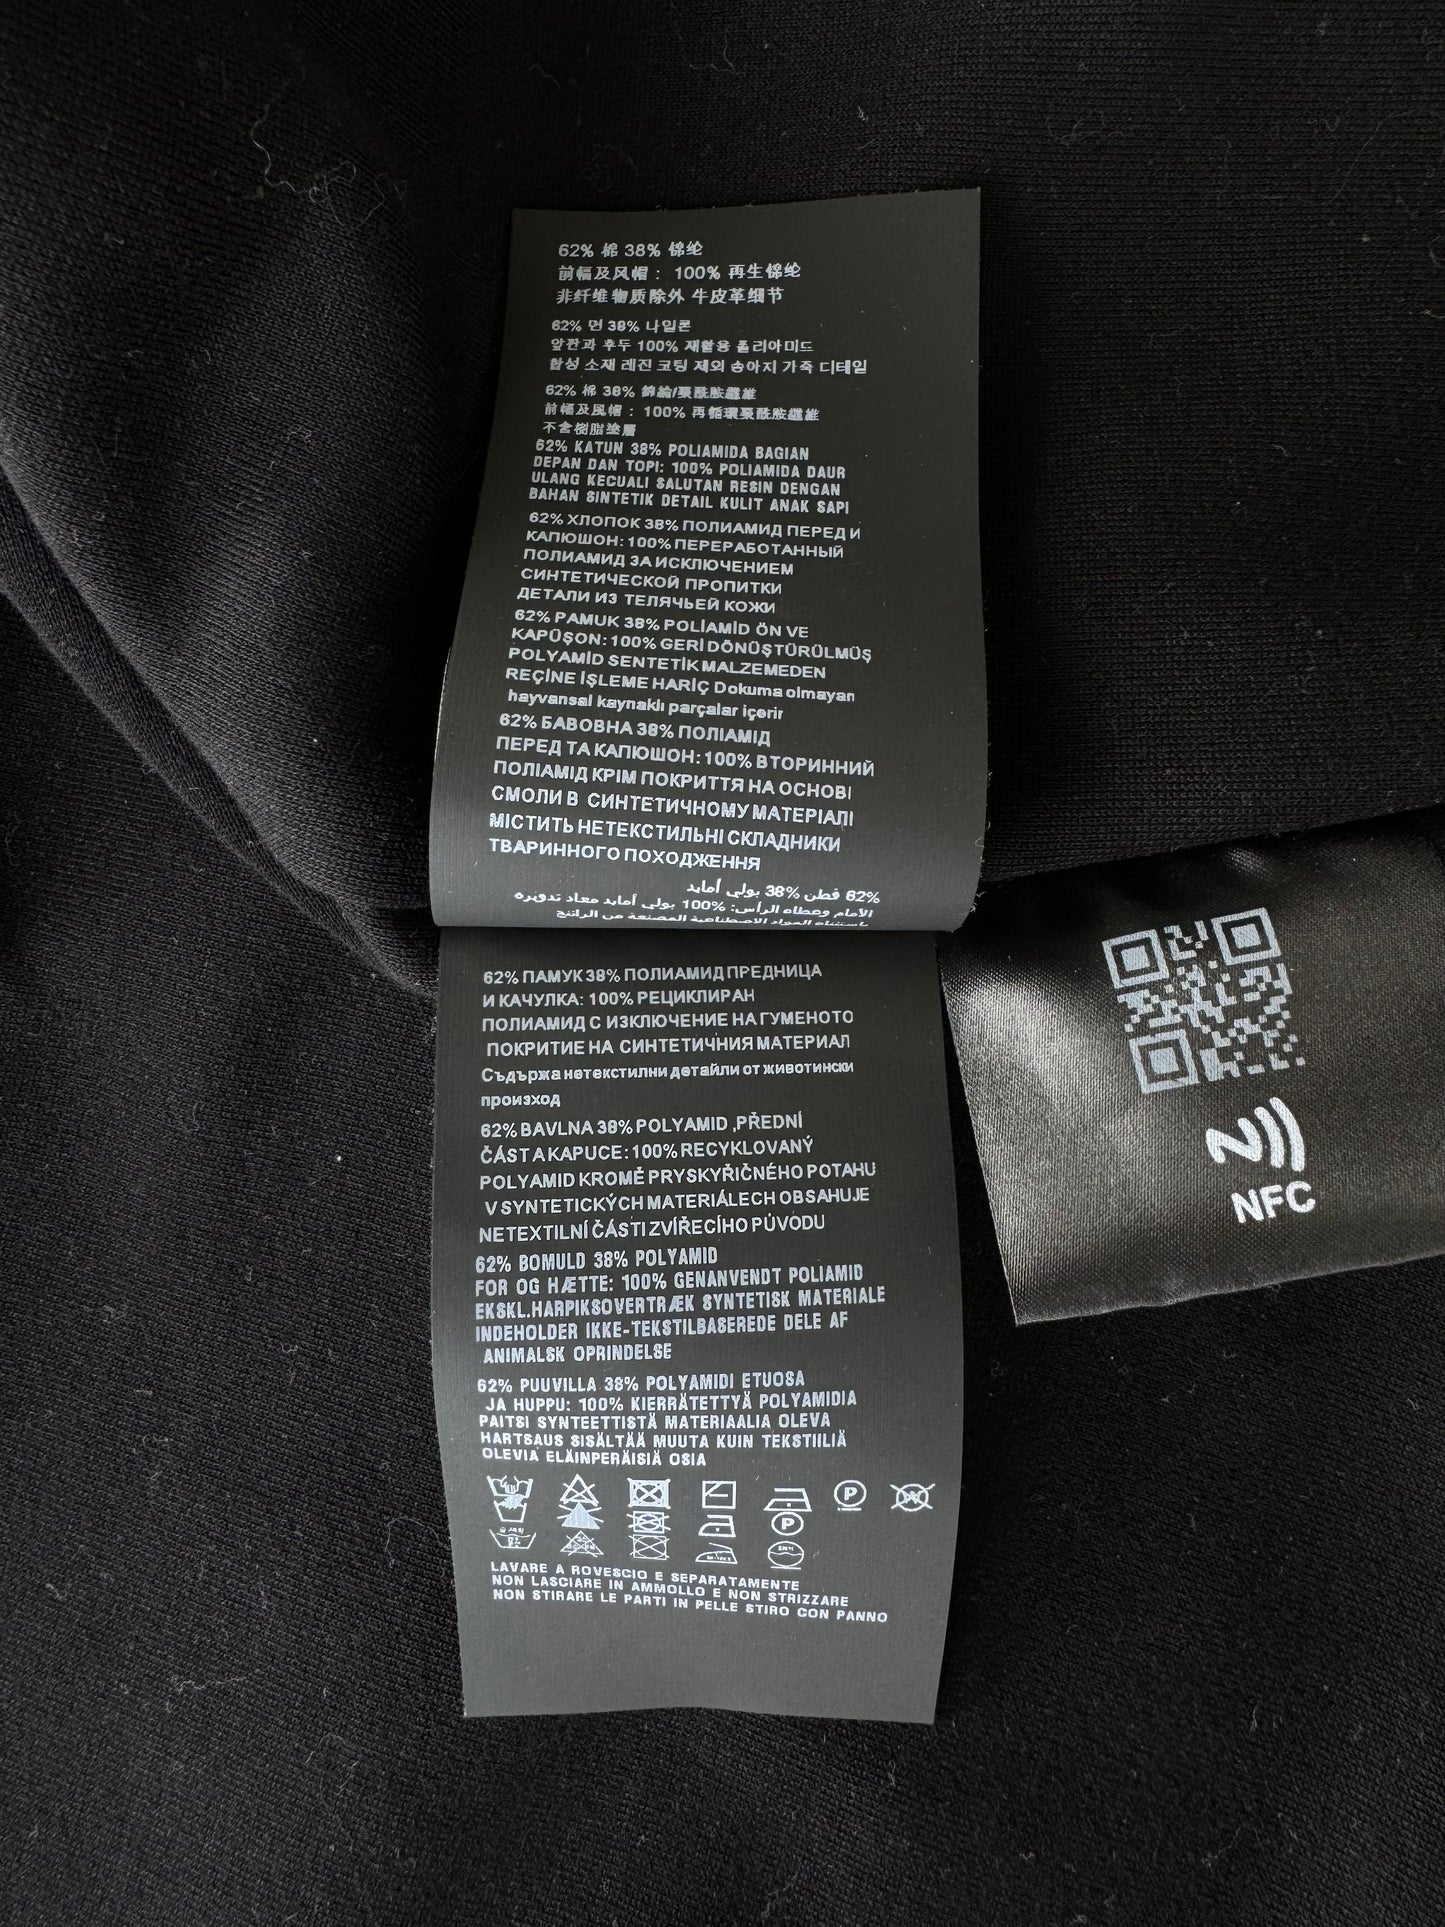 62% 棉 38% 锦纶
前幅及风帽： 100% 再生锦纶
非纤维物质除外 牛皮革细节
62% 면 38% 나일론
앞판과 후두 100% 재활용 폴리아미드
합성 소재 레진 코팅 제외 송아지 가죽 디테일
62% 棉 38% 錦綸/聚酰胺纖維
前幅及風帽： 100% 再循環聚酰胺纖維
不含樹脂塗層
62% KATUN 38% POLIAMIDA BAGIAN
DEPAN DAN TOPI: 100% POLIAMIDA DAUR
ULANG KECUALI SALUTAN RESIN DENGAN
BAHAN SINTETIK DETAIL KULIT ANAK SAPI
62% ХЛОПОК 38% ПОЛИАМИД ПЕРЕД И
КАПЮШОН: 100% ПЕРЕРАБОТАННЫЙ
ПОЛИАМИД ЗА ИСКЛЮЧЕНИЕМ
СИНТЕТИЧЕСКОЙ ПРОПИТКИ
ДЕТАЛИ ИЗ ТЕЛЯЧЬЕЙ КОЖИ
62% PAMUK 38% POLİAMİD ÖN VE
KAPÜŞON: 100% GERİ DÖNÜŞTÜRÜLMÜŞ
POLYAMİD SENTETİK MALZEMEDEN
REÇİNE İŞLEME HARİÇ Dokuma olmayan
hayvansal kaynaklı parçalar içerir
62% БАВОВНА 38% ПОЛІАМІД
ПЕРЕД ТА КАПЮШОН: 100% ВТОРИННИЙ
ПОЛІАМІД КРІМ ПОКРИТТЯ НА ОСНОВІ
СМОЛИ В СИНТЕТИЧНОМУ МАТЕРІАЛІ
МІСТИТЬ НЕТЕКСТИЛЬНІ СКЛАДНИКИ
ТВАРИННОГО ПОХОДЖЕННЯ
62% قطن 38% بولي أمايد
الأمام وغطاء الرأس: 100% بولي أمايد معاد تدويره
باستثناء المواد الاصطناعية المصنعة من الراتنج
62% ПАМУК 38% ПОЛИАМИД ПРЕДНИЦА
И КАЧУЛКА: 100% РЕЦИКЛИРАН
ПОЛИАМИД С ИЗКЛЮЧЕНИЕ НА ГУМЕНОТО
ПОКРИТИЕ НА СИНТЕТИЧНИЯ МАТЕРИАЛ
Съдържа нетекстилни детайли от животински
произход
62% BAVLNA 38% POLYAMID ,PŘEDNÍ
ČÁST A KAPUCE: 100% RECYKLOVANÝ
POLYAMID KROMĚ PRYSKYŘIČNÉHO POTAHU
V SYNTETICKÝCH MATERIÁLECH OBSAHUJE
NETEXTILNÍ ČÁSTI ZVÍŘECÍHO PŮVODU
62% BOMULD 38% POLYAMID
FOR OG HÆTTE: 100% GENANVENDT POLIAMID
EKSKL.HARPIKSOVERTRÆK SYNTETISK MATERIALE
INDEHOLDER IKKE-TEKSTILBASEREDE DELE AF
ANIMALSK OPRINDELSE
62% PUUVILLA 38% POLYAMIDI ETUOSA
JA HUPPU: 100% KIERRÄTETTYÄ POLYAMIDIA
PAITSI SYNTEETTISTÄ MATERIAALIA OLEVA
HARTSAUS SISÄLTÄÄ MUUTA KUIN TEKSTIILIÄ
OLEVIA ELÄINPERÄISIÄ OSIA
P
P
LAVARE A ROVESCIO E SEPARATAMENTE
NON LASCIARE IN AMMOLLO E NON STRIZZARE
NON STIRARE LE PARTI IN PELLE STIRO CON PANNO
NFC